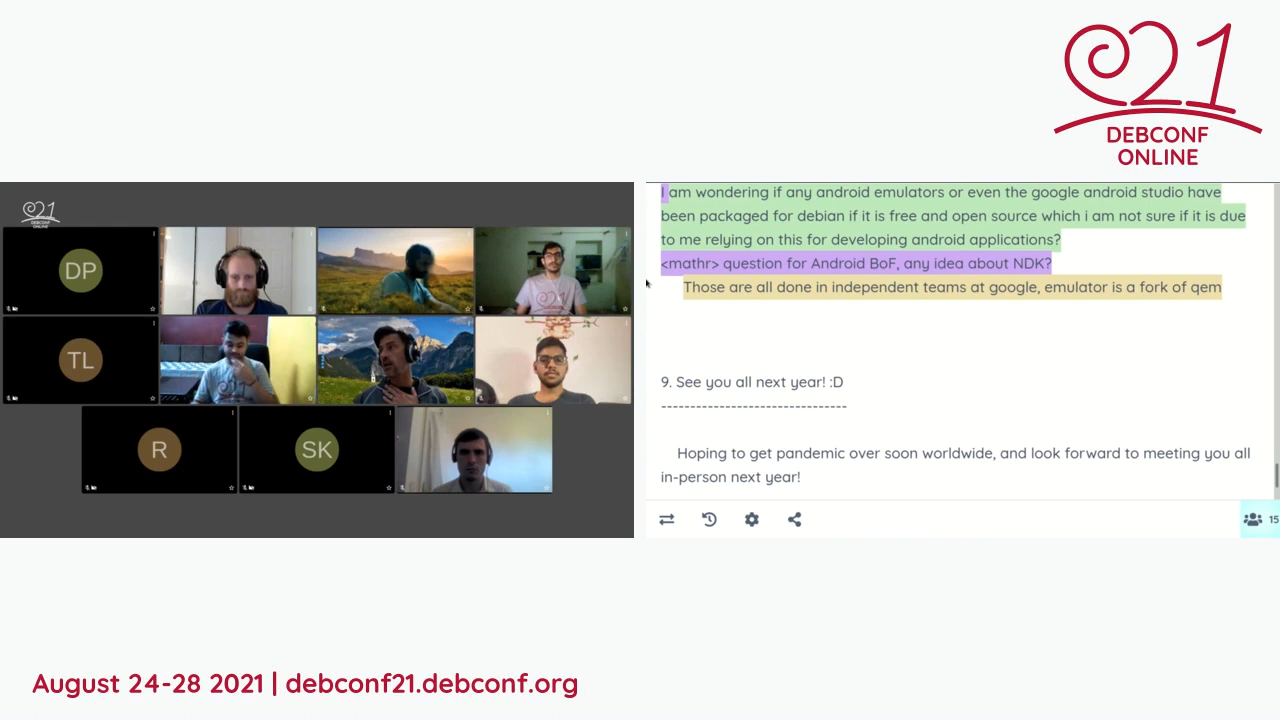 21
DEBCONF
ONLINE
21
DEBCONF
ONLINE
DP
TL
R
SK
I am wondering if any android emulators or even the google android studio have
been packaged for debian if it is free and open source which i am not sure if it is due
to me relying on this for developing android applications?
<mathr> question for Android BoF, any idea about NDK?
Those are all done in independent teams at google, emulator is a fork of qem
9. See you all next year! :D
-------------------------------
Hoping to get pandemic over soon worldwide, and look forward to meeting you all
in-person next year!
15
August 24-28 2021 | debconf21.debconf.org